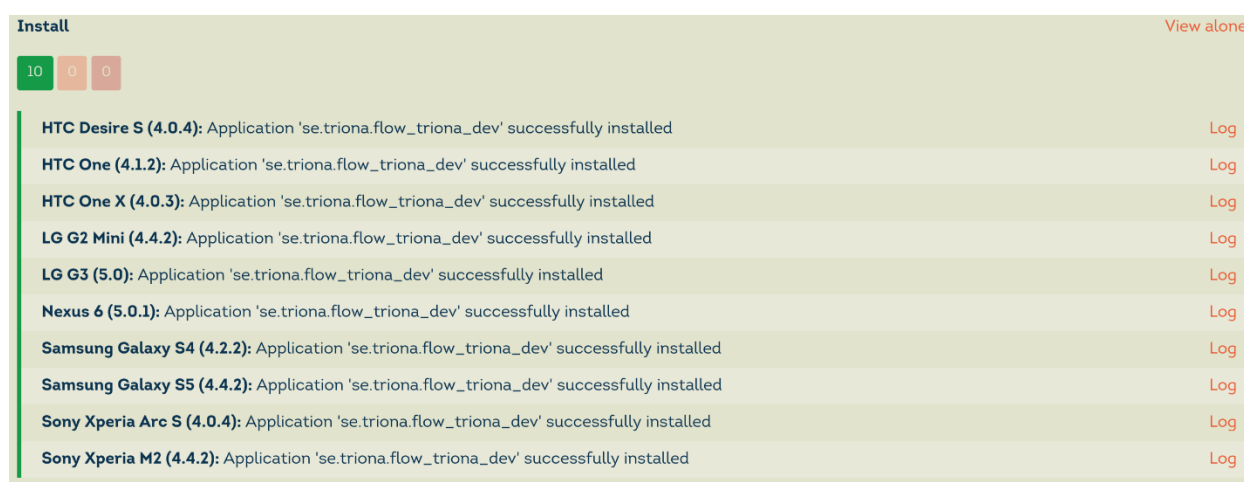 Install View alone
10 0 0
HTC Desire S (4.0.4): Application 'se.triona.flow_triona_dev' successfully installed Log
HTC One (4.1.2): Application 'se.triona.flow_triona_dev' successfully installed Log
HTC One X (4.0.3): Application 'se.triona.flow_triona_dev' successfully installed Log
LG G2 Mini (4.4.2): Application 'se.triona.flow_triona_dev' successfully installed Log
LG G3 (5.0): Application 'se.triona.flow_triona_dev' successfully installed Log
Nexus 6 (5.0.1): Application 'se.triona.flow_triona_dev' successfully installed Log
Samsung Galaxy S4 (4.2.2): Application 'se.triona.flow_triona_dev' successfully installed Log
Samsung Galaxy S5 (4.4.2): Application 'se.triona.flow_triona_dev' successfully installed Log
Sony Xperia Arc S (4.0.4): Application 'se.triona.flow_triona_dev' successfully installed Log
Sony Xperia M2 (4.4.2): Application 'se.triona.flow_triona_dev' successfully installed Log